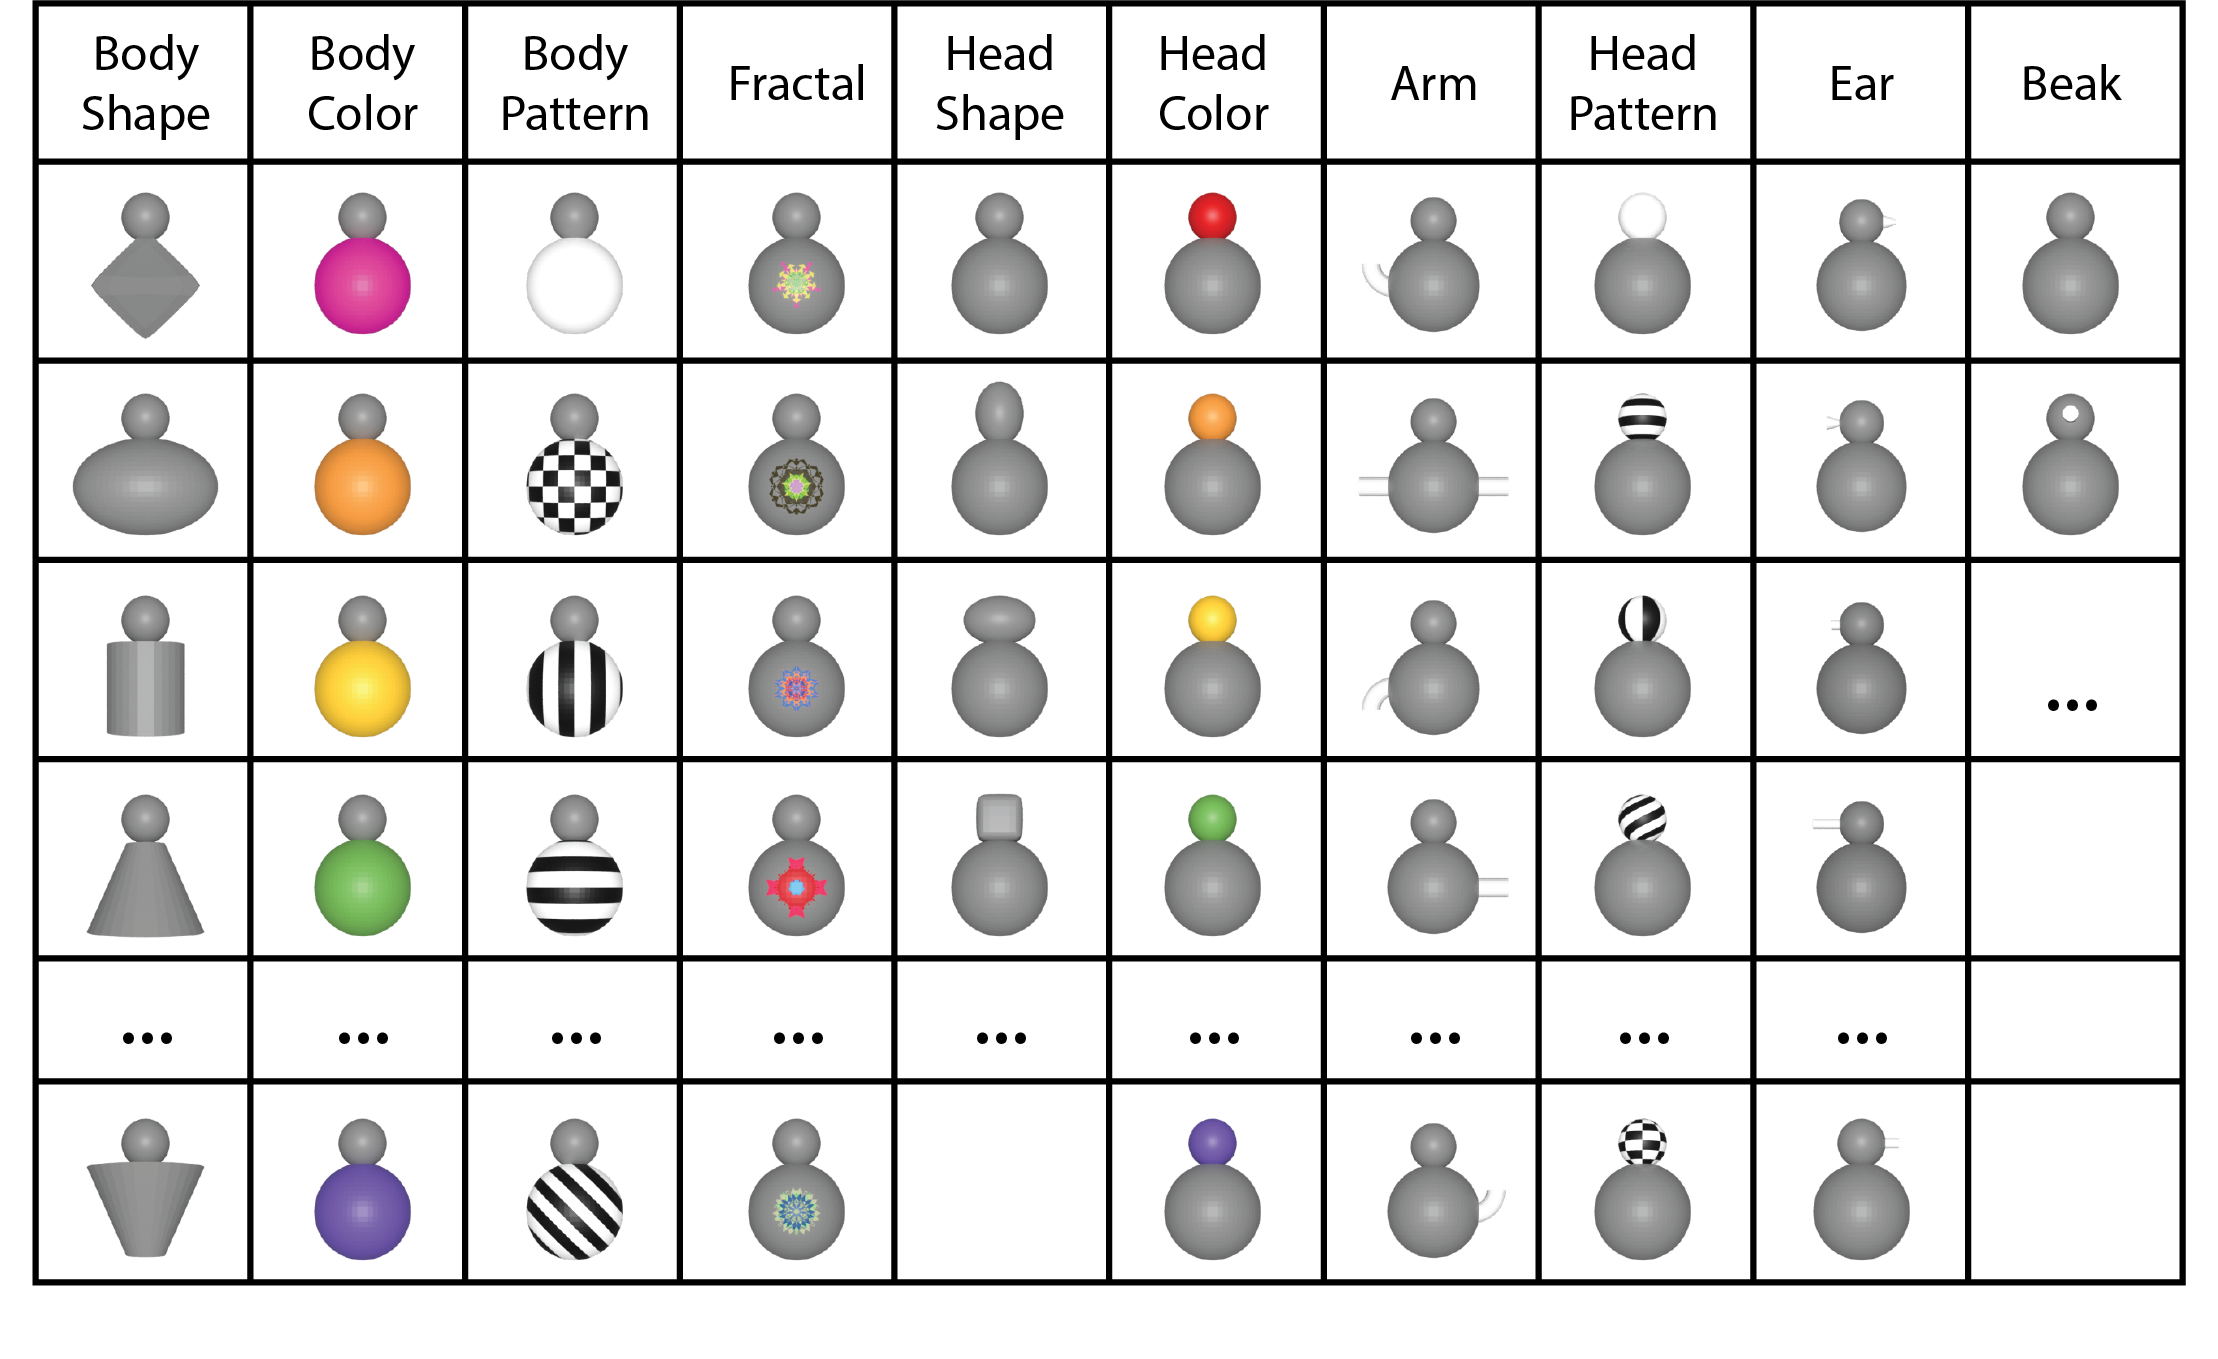 Body
Shape
Body
Color
Body
Pattern
Fractal
Head
Shape
Head
Color
Arm
Head
Pattern
Ear
Beak
...
... ... ... ... ... ... ... ... ...